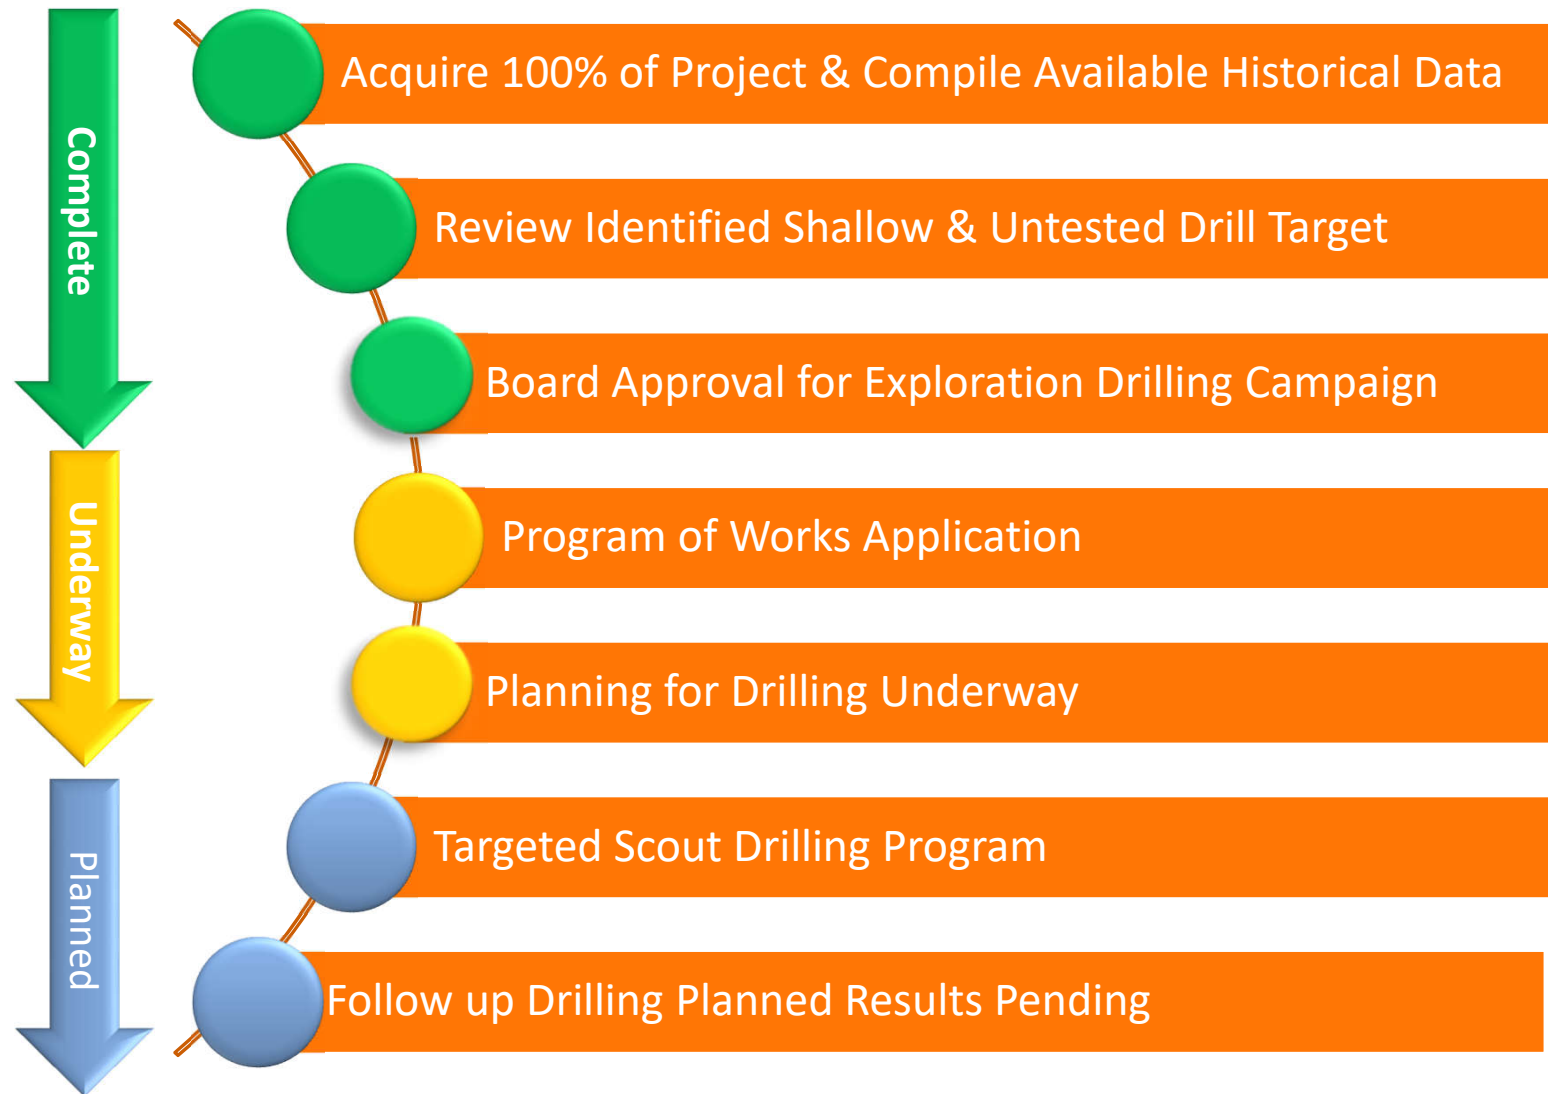 Complete
Acquire 100% of Project & Compile Available Historical Data
Review Identified Shallow & Untested Drill Target
Board Approval for Exploration Drilling Campaign
Underway
Program of Works Application
Planning for Drilling Underway
Planned
Targeted Scout Drilling Program
Follow up Drilling Planned Results Pending